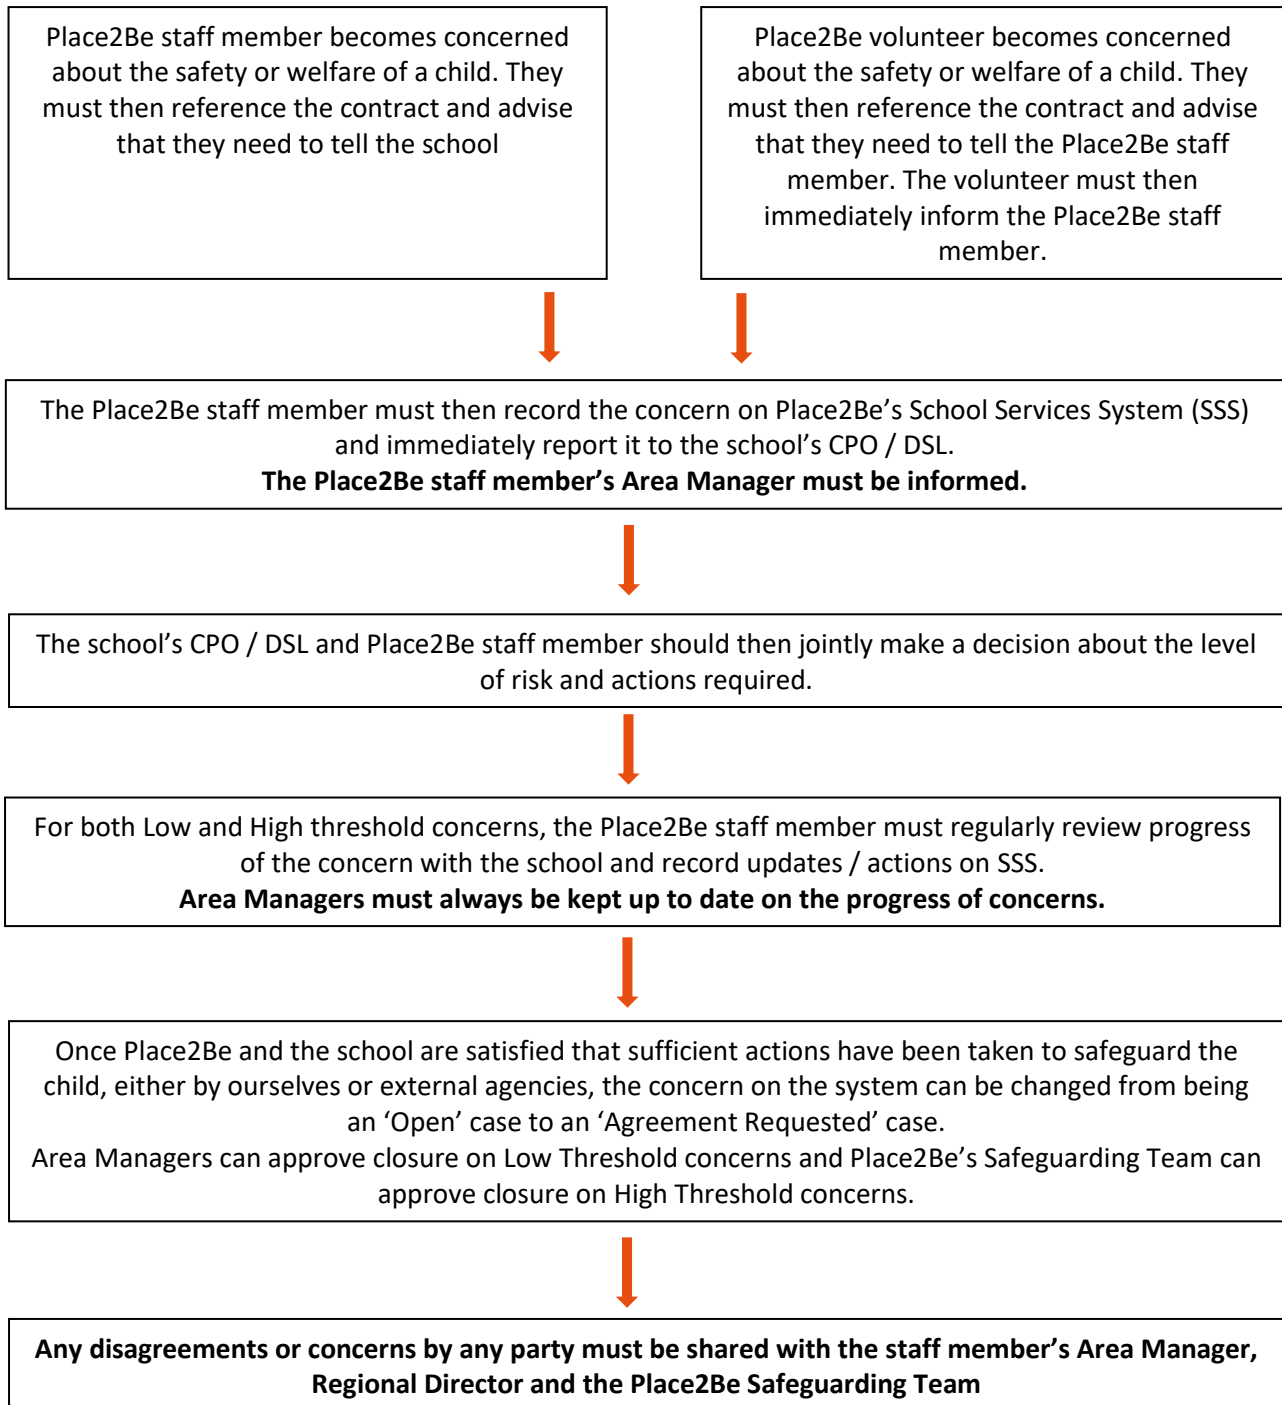 Place2Be staff member becomes concerned
about the safety or welfare of a child. They
must then reference the contract and advise
that they need to tell the school
Place2Be volunteer becomes concerned
about the safety or welfare of a child. They
must then reference the contract and advise
that they need to tell the Place2Be staff
member. The volunteer must then
immediately inform the Place2Be staff
member.
The Place2Be staff member must then record the concern on Place2Be’s School Services System (SSS)
and immediately report it to the school’s CPO / DSL.
The Place2Be staff member’s Area Manager must be informed.
The school’s CPO / DSL and Place2Be staff member should then jointly make a decision about the level
of risk and actions required.
For both Low and High threshold concerns, the Place2Be staff member must regularly review progress
of the concern with the school and record updates / actions on SSS.
Area Managers must always be kept up to date on the progress of concerns.
Once Place2Be and the school are satisfied that sufficient actions have been taken to safeguard the
child, either by ourselves or external agencies, the concern on the system can be changed from being
an ‘Open’ case to an ‘Agreement Requested’ case.
Area Managers can approve closure on Low Threshold concerns and Place2Be’s Safeguarding Team can
approve closure on High Threshold concerns.
Any disagreements or concerns by any party must be shared with the staff member’s Area Manager,
Regional Director and the Place2Be Safeguarding Team